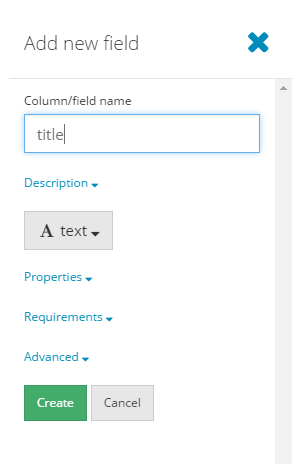 Add new field
Column/field name
title
Description
A text
Properties
Requirements
Advanced
Create Cancel